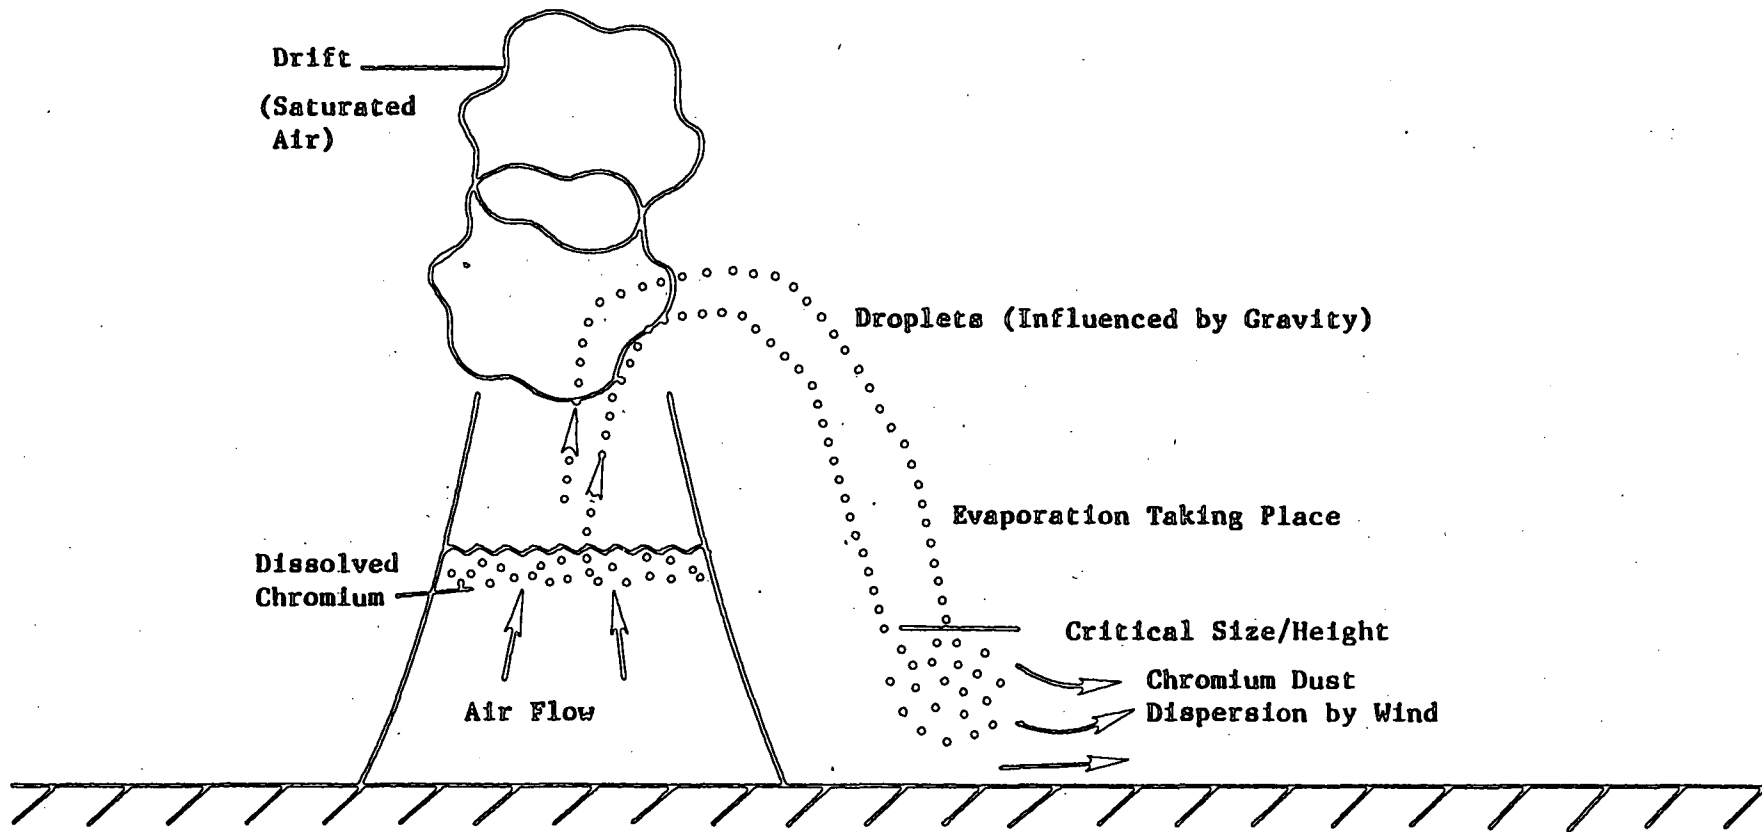 Drift
(Saturated
Air)
Droplets (Influenced by Gravity)
Evaporation Taking Place
Dissolved
Chromium
Critical Size/Height
Chromium Dust
Dispersion by Wind
Air Flow